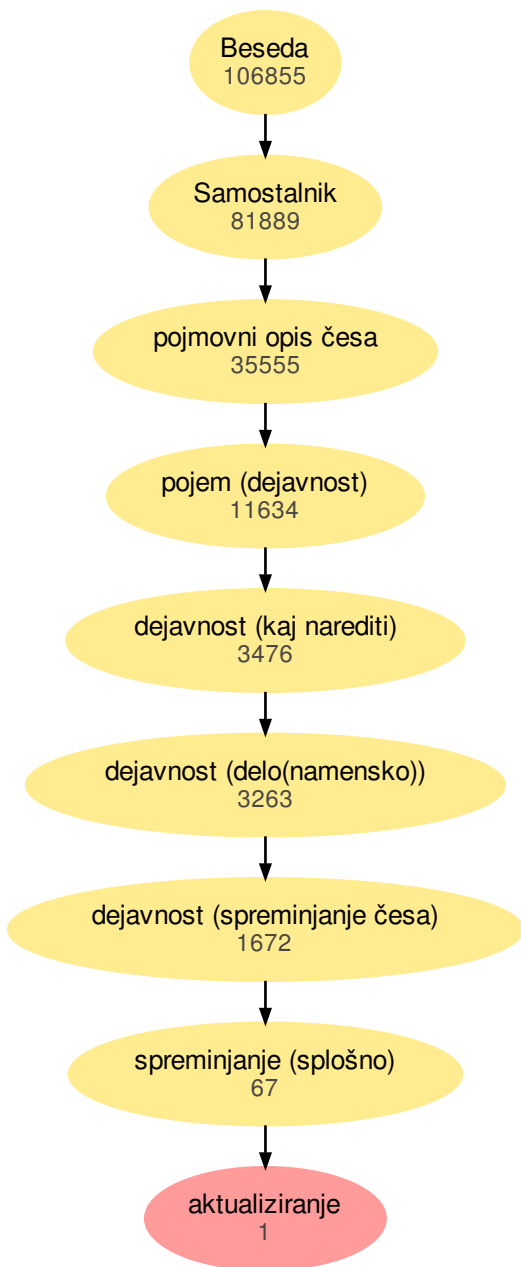 Beseda
106855
Samostalnik
81889
pojmovni opis česa
35555
pojem (dejavnost)
11634
dejavnost (kaj narediti)
3476
dejavnost (delo(namensko))
3263
dejavnost (spreminjanje česa)
1672
spreminjanje (splošno)
67
aktualiziranje
1